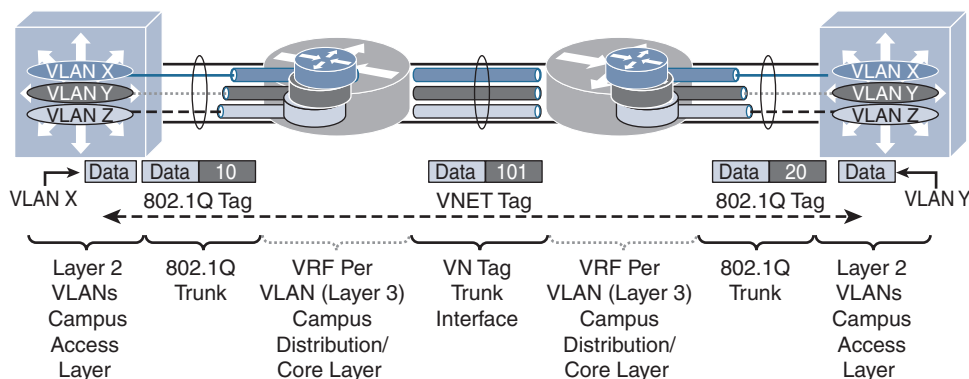 VLAN X
VLAN Y
VLAN Z
VLAN X
VLAN Y
VLAN Z
Data
Data 10
Data 101
Data 20
Data
VLAN X
802.1Q Tag
VNET Tag
802.1Q Tag
VLAN Y
Layer 2
VLANs
Campus
Access
Layer
802.1Q
Trunk
VRF Per
VLAN (Layer 3)
Campus
Distribution/
Core Layer
VN Tag
Trunk
Interface
VRF Per
VLAN (Layer 3)
Campus
Distribution/
Core Layer
802.1Q
Trunk
Layer 2
VLANs
Campus
Access
Layer